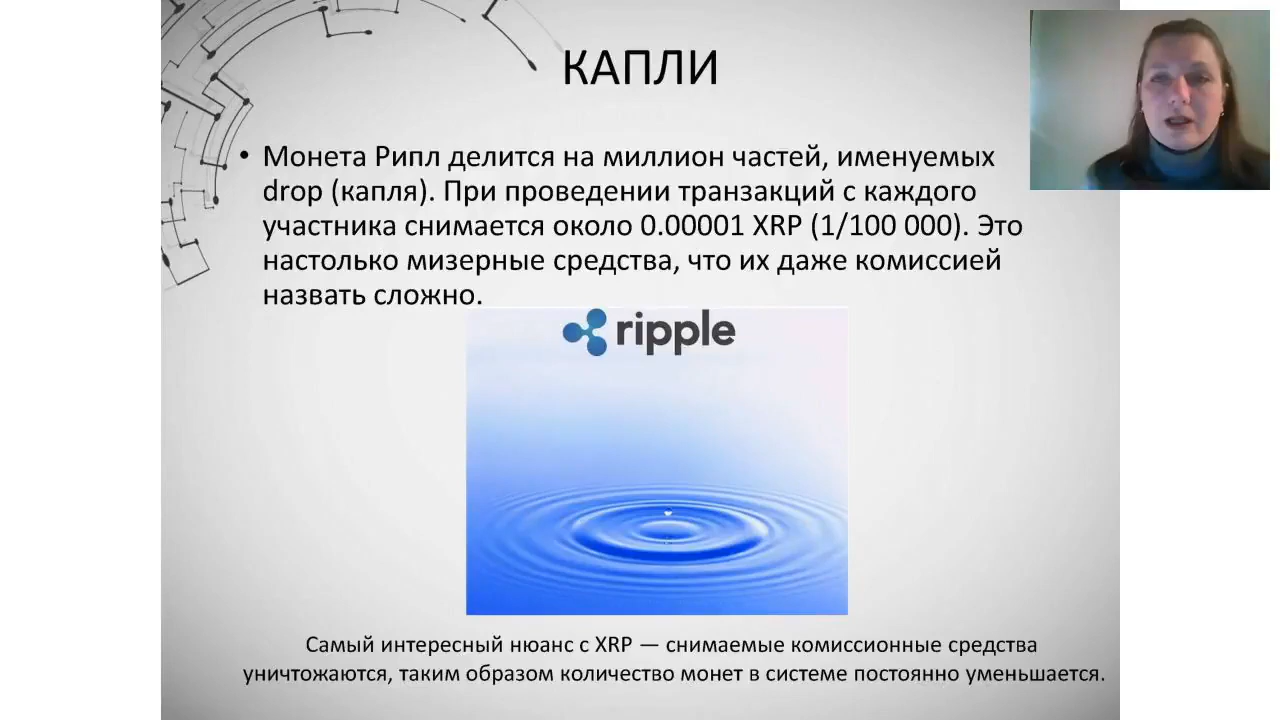 КАПЛИ
• Монета Рипл делится на миллион частей, именуемых
drop (капля). При проведении транзакций с каждого
участника снимается около 0.00001 XRP (1/100 000). Это
настолько мизерные средства, что их даже комиссией
назвать сложно.
ripple
Самый интересный нюанс с XRP — снимаемые комиссионные средства
уничтожаются, таким образом количество монет в системе постоянно уменьшается.